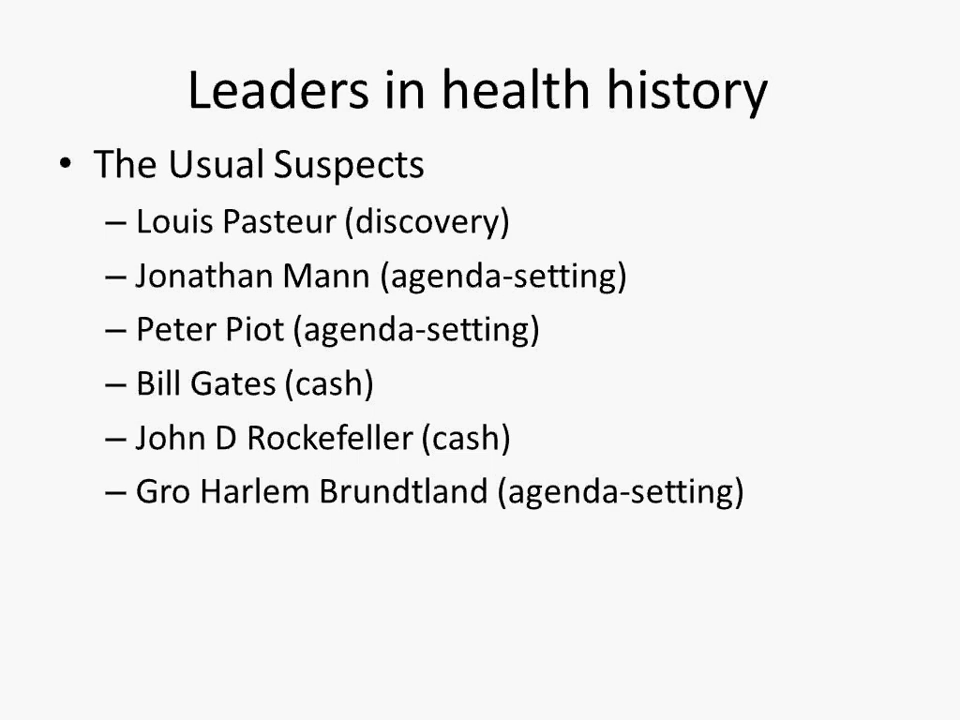 Leaders in health history
• The Usual Suspects
– Louis Pasteur (discovery)
– Jonathan Mann (agenda-setting)
– Peter Piot (agenda-setting)
– Bill Gates (cash)
– John D Rockefeller (cash)
– Gro Harlem Brundtland (agenda-setting)